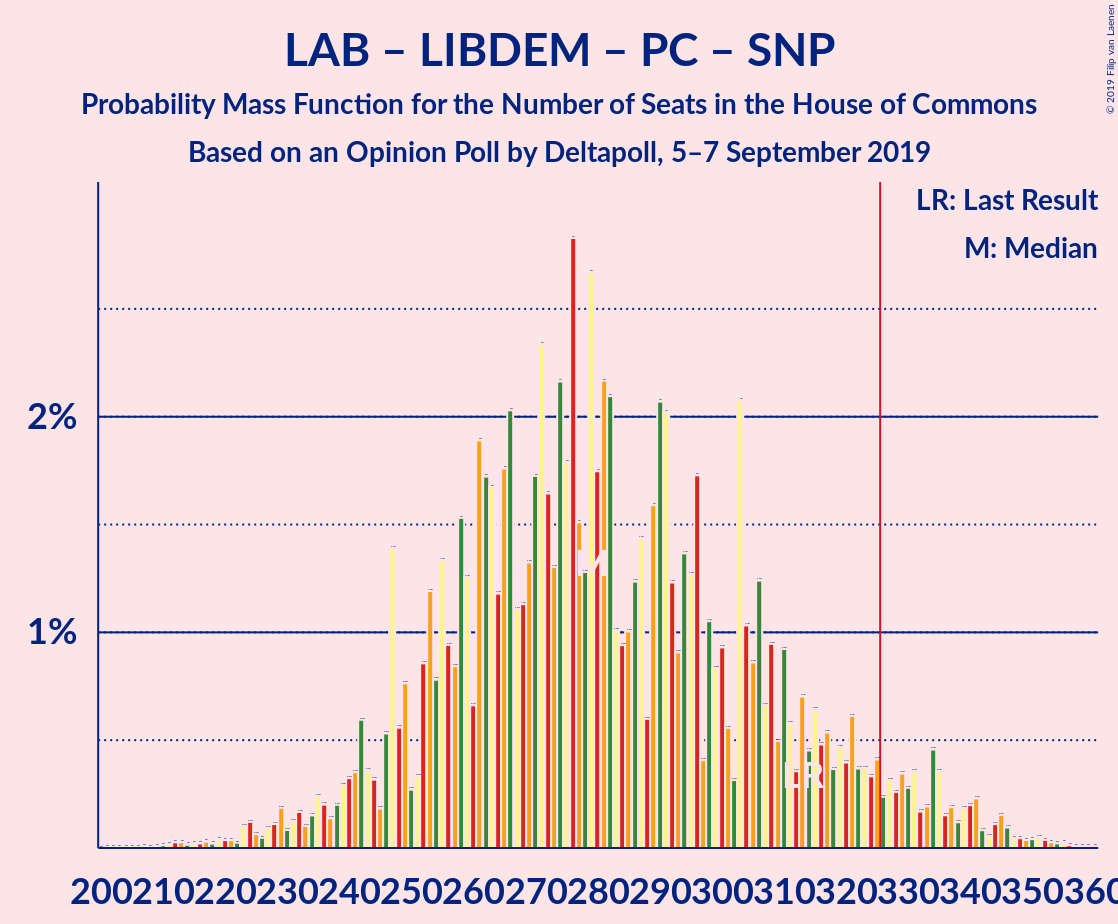 LAB – LIBDEM – PC – SNP
Probability Mass Function for the Number of Seats in the House of Commons
Based on an Opinion Poll by Deltapoll, 5–7 September 2019
© 2019 Filip van Laenen
LR: Last Result
M: Median
2%
1%
M
LR
200 210 220 230 240 250 260 270 280 290 300 310 320 330 340 350 360